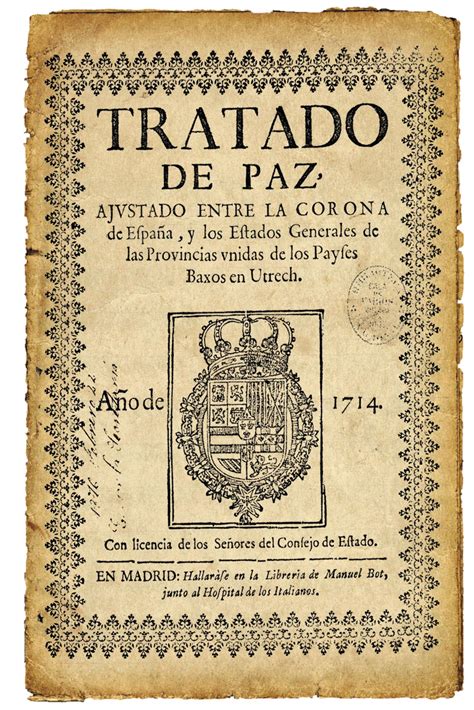 TRATADO
DE PAZ,
AJVSTADO ENTRE LA CORONA
de España, y los Eſtados Generales de
las Provincias vnidas de los Payſes
Baxos en Utrech.
Año de 1714.
Con licencia de los Señores del Conſejo de Eſtado.
EN MADRID: Hallaràſe en la Libreria de Manuel Bot,
junto al Hoſpital de los Italianos.